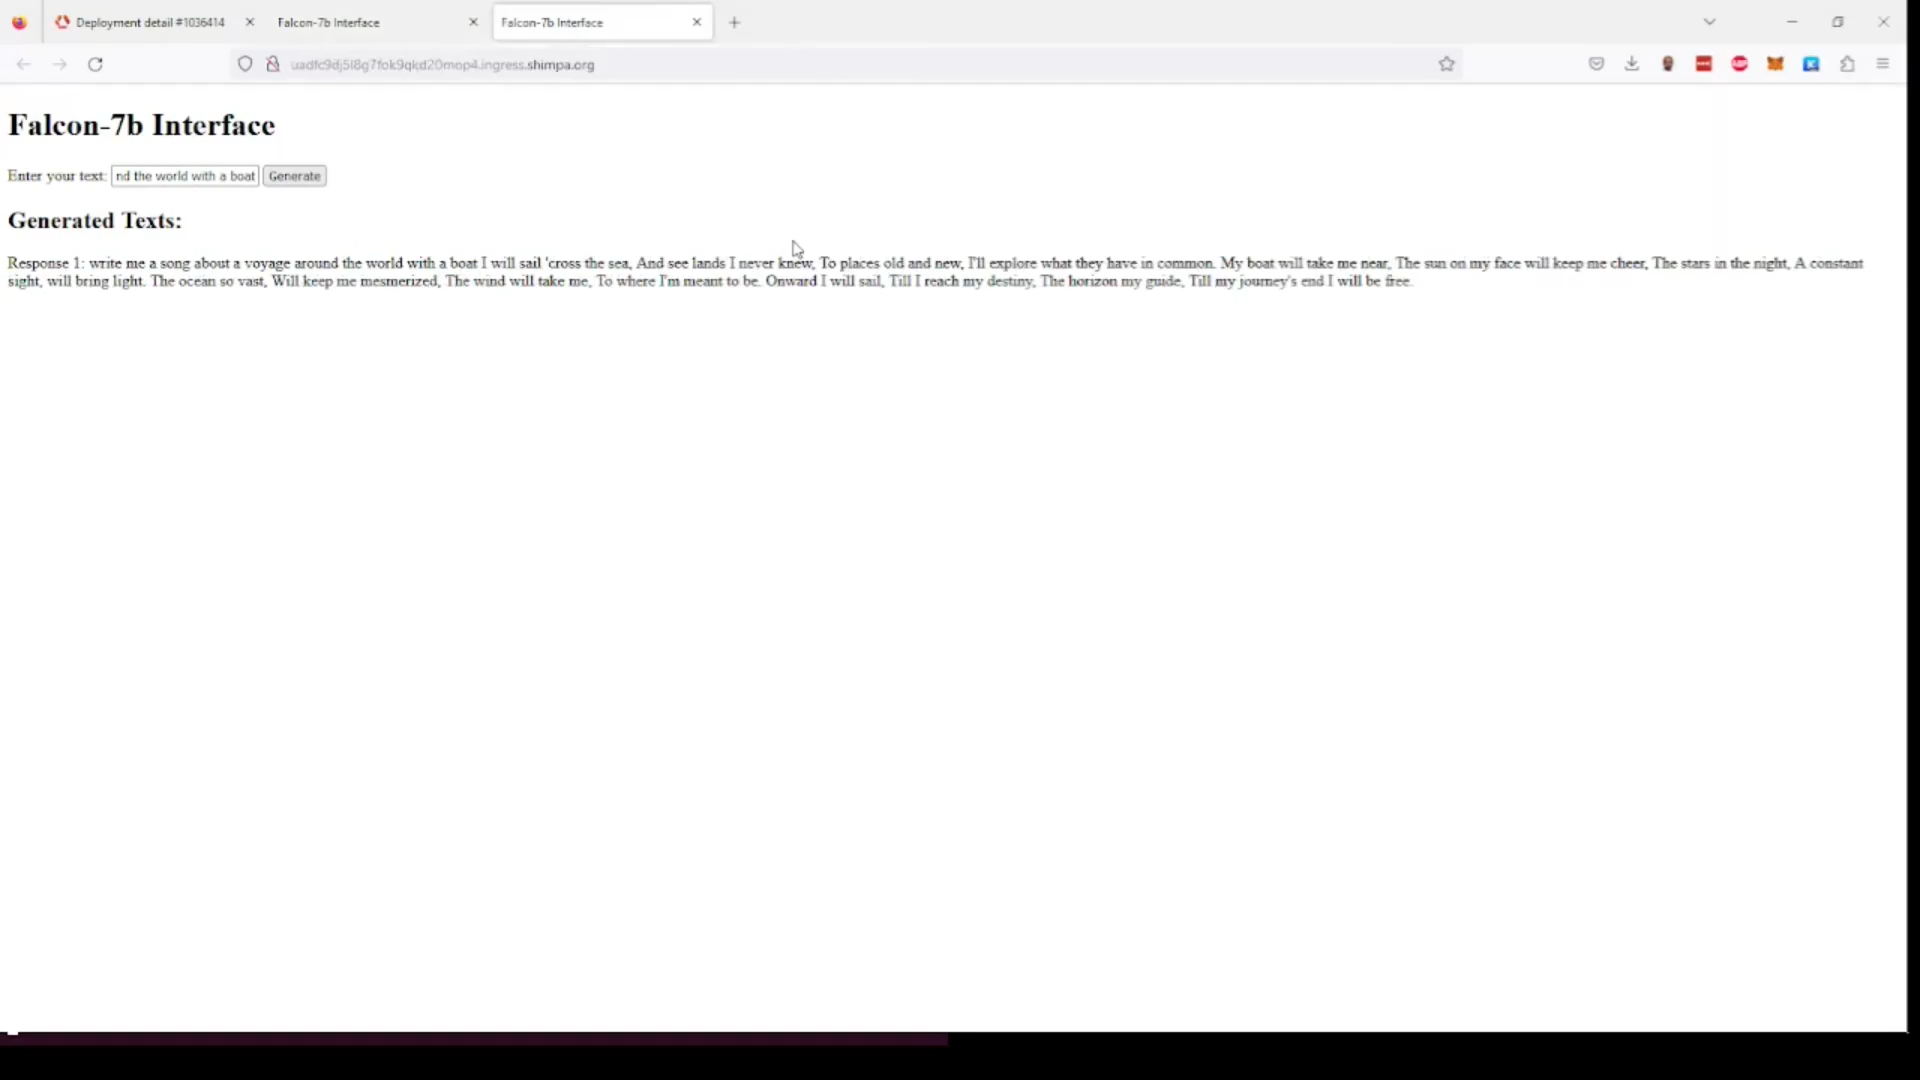 Deployment detail #1036414
Falcon-7b Interface
Falcon-7b Interface
uadfc9dj5l8g7fok9qkd20mop4.ingress.shimpa.org
Falcon-7b Interface
Enter your text: nd the world with a boat Generate
Generated Texts:
Response 1: write me a song about a voyage around the world with a boat I will sail 'cross the sea, And see lands I never knew, To places old and new, I'll explore what they have in common. My boat will take me near, The sun on my face will keep me cheer, The stars in the night, A constant
sight, will bring light. The ocean so vast, Will keep me mesmerized, The wind will take me, To where I'm meant to be. Onward I will sail, Till I reach my destiny, The horizon my guide, Till my journey's end I will be free.